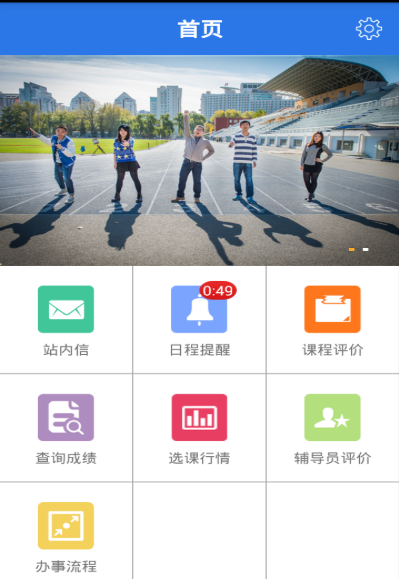 首页
0:49
站内信
日程提醒
课程评价
查询成绩
选课行情
辅导员评价
办事流程